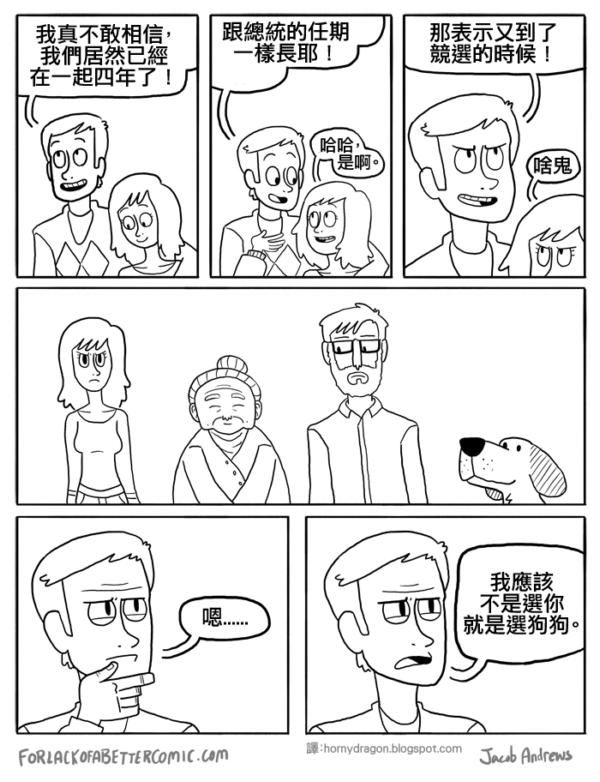 我真不敢相信，
我們居然已經
在一起四年了！
跟總統的任期
一樣長耶！
哈哈，
是啊。
那表示又到了
競選的時候！
啥鬼
嗯......
我應該
不是選你
就是選狗狗。
FORLACKOFABETTERCOMIC.COM
譯:hornydragon.blogspot.com
Jacob Andrews